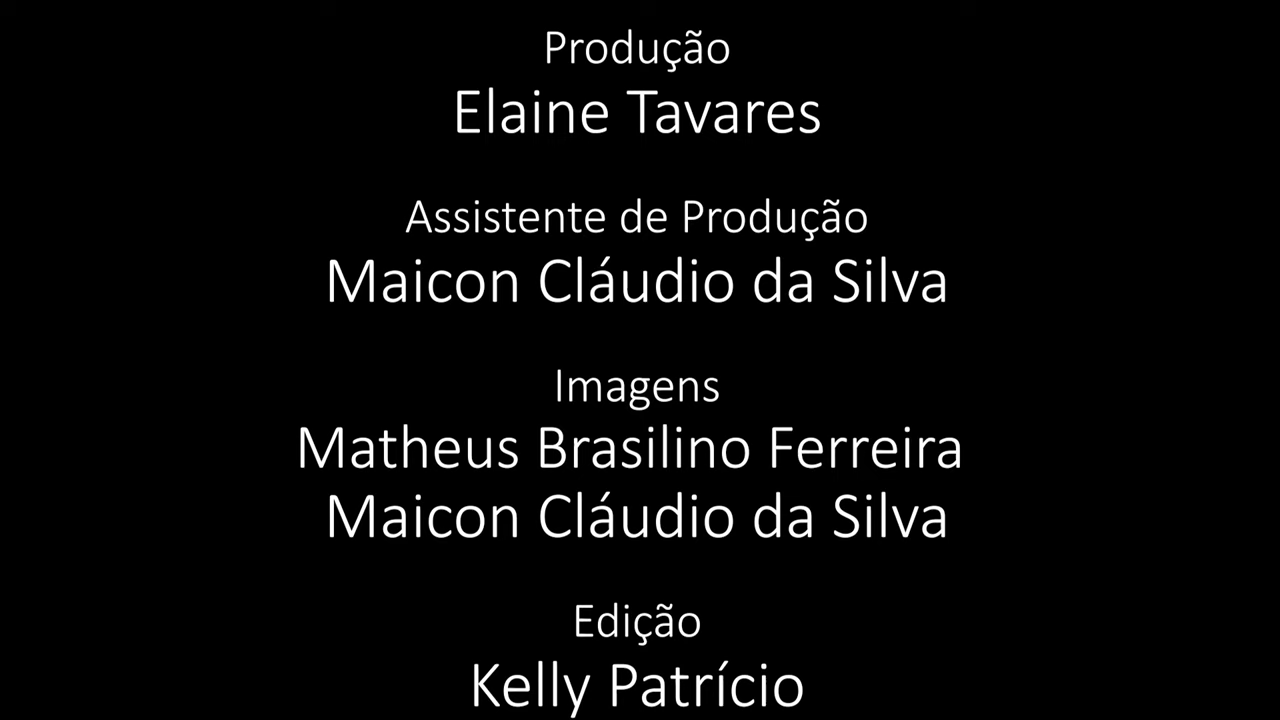 Produção
Elaine Tavares
Assistente de Produção
Maicon Cláudio da Silva
Imagens
Matheus Brasilino Ferreira
Maicon Cláudio da Silva
Edição
Kelly Patrício